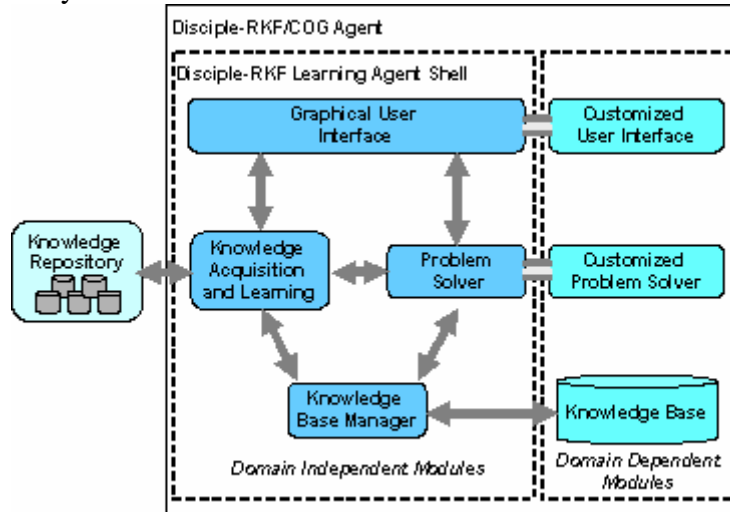 Disciple-RKF/COG Agent
Disciple-RKF Learning Agent Shell
Graphical User
Interface
Customized
User Interface
Knowledge
Repository
Knowledge
Acquisition
and Learning
Problem
Solver
Customized
Problem Solver
Knowledge
Base Manager
Knowledge Base
Domain Independent Modules
Domain Dependent
Modules